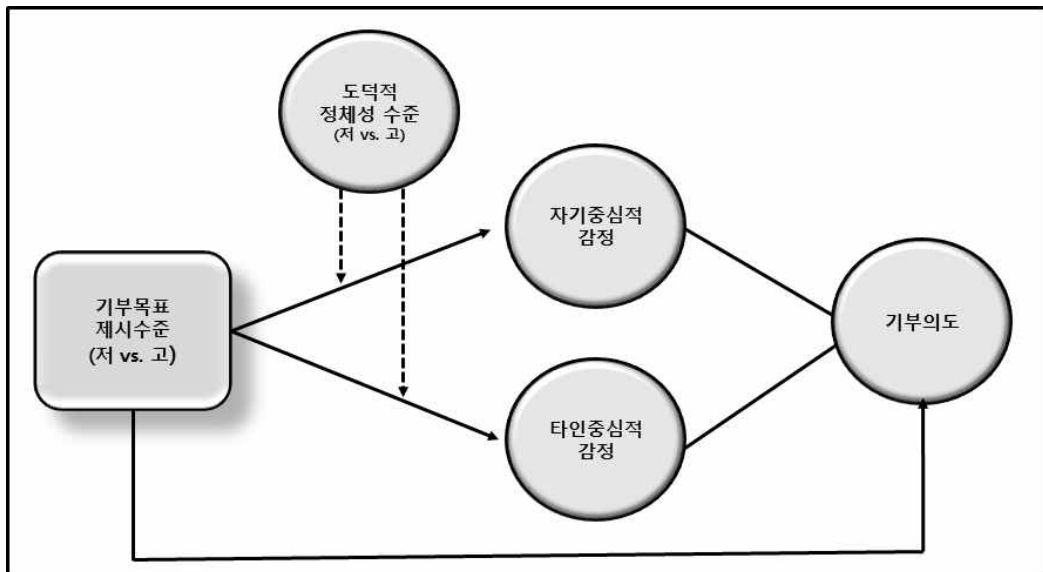 도덕적
정체성 수준
(저 vs. 고)
자기중심적
감정
기부목표
제시수준
(저 vs. 고)
기부의도
타인중심적
감정